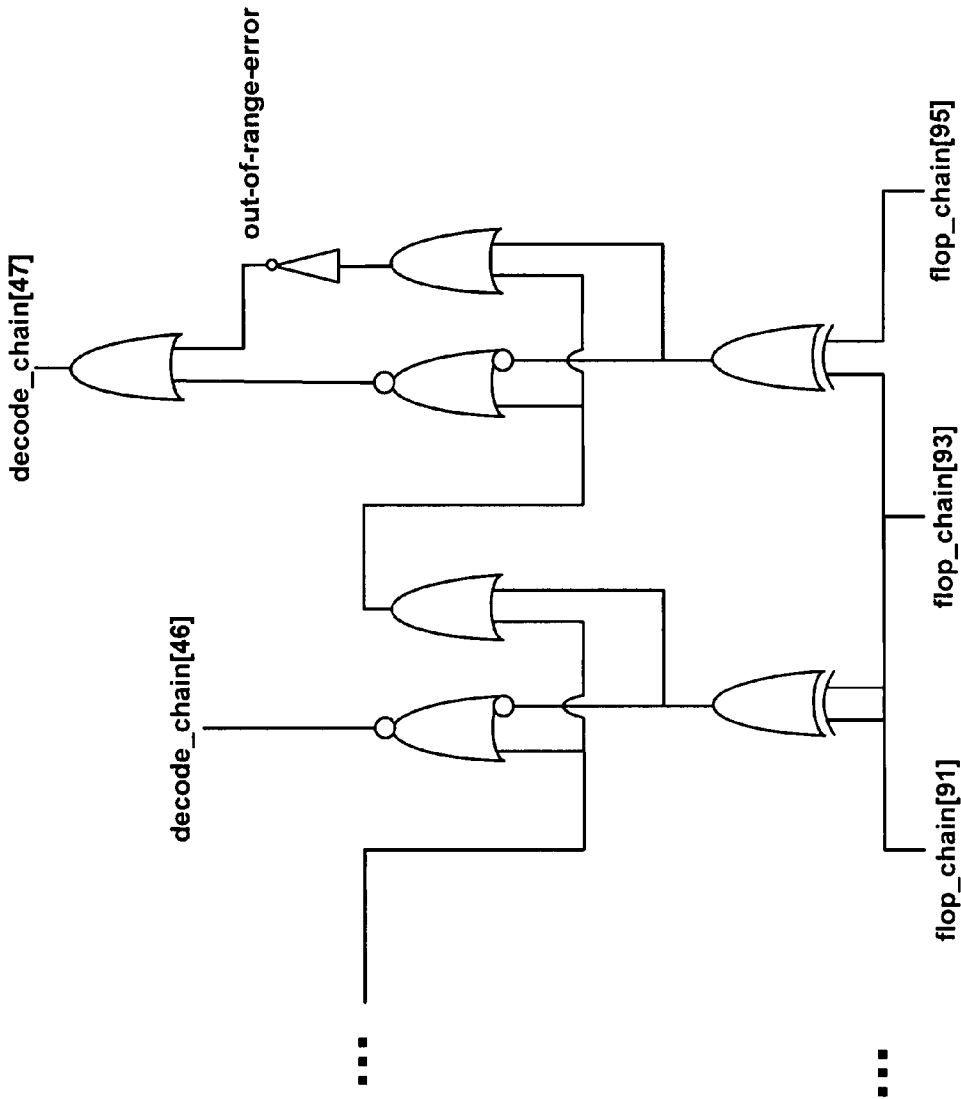 decode_chain[47]
out-of-range-error
decode_chain[46]
flop_chain[91]
flop_chain[93]
flop_chain[95]